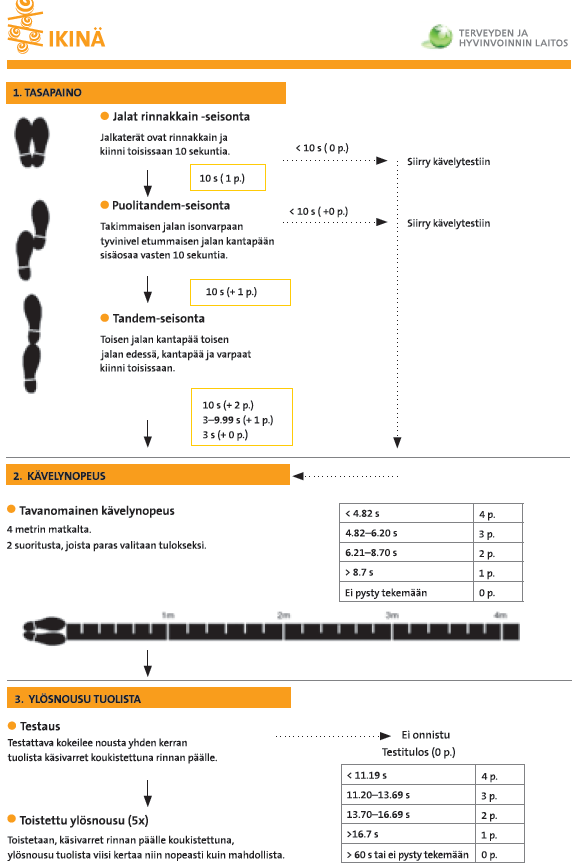 IKINÄ
TERVEYDEN JA
HYVINVOINNIN LAITOS
1. TASAPAINO
Jalat rinnakkain -seisonta
Jalkaterät ovat rinnakkain ja
kiinni toisissaan 10 sekuntia.
< 10 s ( 0 p.)
Siirry kävelytestiin
10 s ( 1 p.)
Puolitandem-seisonta
< 10 s ( +0 p.)
Siirry kävelytestiin
Takimmaisen jalan isonvarpaan
tyvinivel etummaisen jalan kantapään
sisäosaa vasten 10 sekuntia.
10 s (+ 1 p.)
Tandem-seisonta
Toisen jalan kantapää toisen
jalan edessä, kantapää ja varpaat
kiinni toisissaan.
10 s (+ 2 p.)
3–9.99 s (+ 1 p.)
3 s (+ 0 p.)
2. KÄVELYNOPEUS
Tavanomainen kävelynopeus
4 metrin matkalta.
2 suoritusta, joista paras valitaan tulokseksi.
< 4.82 s 4 p.
4.82–6.20 s 3 p.
6.21–8.70 s 2 p.
> 8.7 s 1 p.
Ei pysty tekemään 0 p.
1m 2m 3m 4m
3. YLÖSNOUSU TUOLISTA
Testaus
Testattava kokeilee nousta yhden kerran
tuolista käsivarret koukistettuna rinnan päälle.
Ei onnistu
Testitulos (0 p.)
< 11.19 s 4 p.
11.20–13.69 s 3 p.
13.70–16.69 s 2 p.
>16.7 s 1 p.
> 60 s tai ei pysty tekemään 0 p.
Toistettu ylösnousu (5x)
Toistetaan, käsivarret rinnan päälle koukistettuna,
ylösnousu tuolista viisi kertaa niin nopeasti kuin mahdollista.